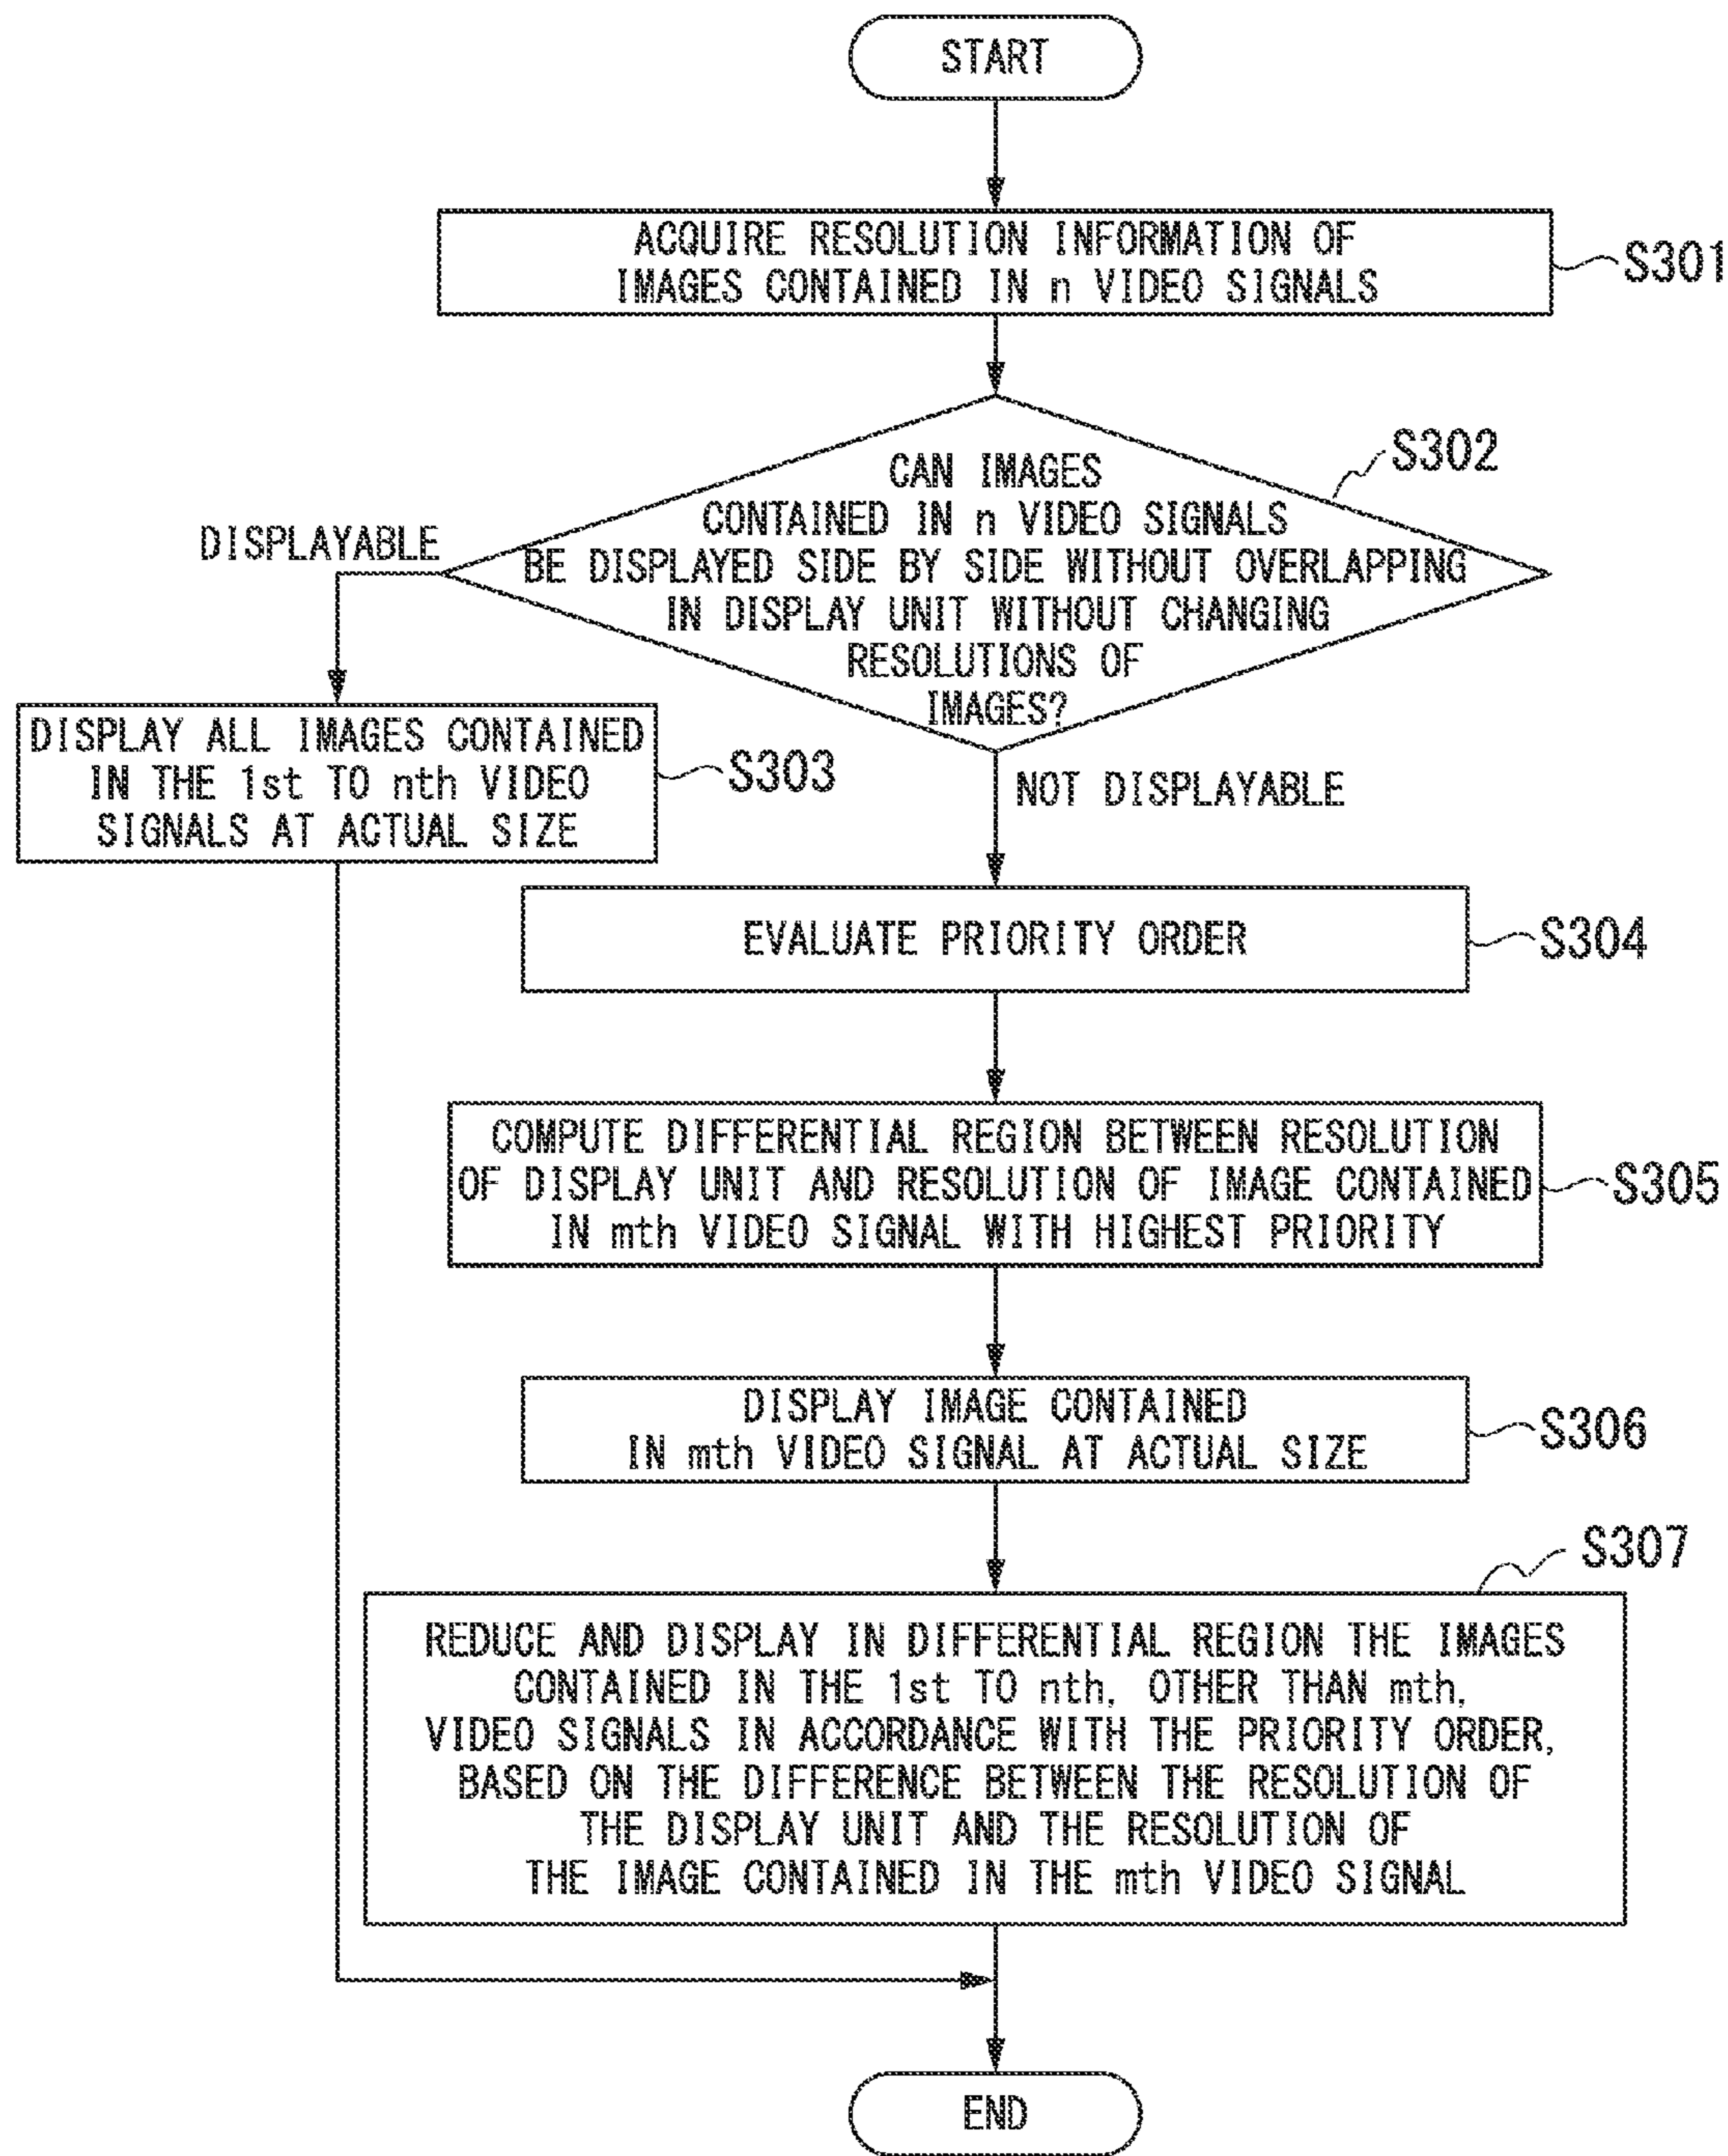 START
ACQUIRE RESOLUTION INFORMATION OF
IMAGES CONTAINED IN n VIDEO SIGNALS
S301
CAN IMAGES
CONTAINED IN n VIDEO SIGNALS
BE DISPLAYED SIDE BY SIDE WITHOUT OVERLAPPING
IN DISPLAY UNIT WITHOUT CHANGING
RESOLUTIONS OF
IMAGES?
S302
DISPLAYABLE
DISPLAY ALL IMAGES CONTAINED
IN THE 1st TO nth VIDEO
SIGNALS AT ACTUAL SIZE
S303
NOT DISPLAYABLE
EVALUATE PRIORITY ORDER
S304
COMPUTE DIFFERENTIAL REGION BETWEEN RESOLUTION
OF DISPLAY UNIT AND RESOLUTION OF IMAGE CONTAINED
IN mth VIDEO SIGNAL WITH HIGHEST PRIORITY
S305
DISPLAY IMAGE CONTAINED
IN mth VIDEO SIGNAL AT ACTUAL SIZE
S306
S307
REDUCE AND DISPLAY IN DIFFERENTIAL REGION THE IMAGES
CONTAINED IN THE 1st TO nth, OTHER THAN mth,
VIDEO SIGNALS IN ACCORDANCE WITH THE PRIORITY ORDER,
BASED ON THE DIFFERENCE BETWEEN THE RESOLUTION OF
THE DISPLAY UNIT AND THE RESOLUTION OF
THE IMAGE CONTAINED IN THE mth VIDEO SIGNAL
END